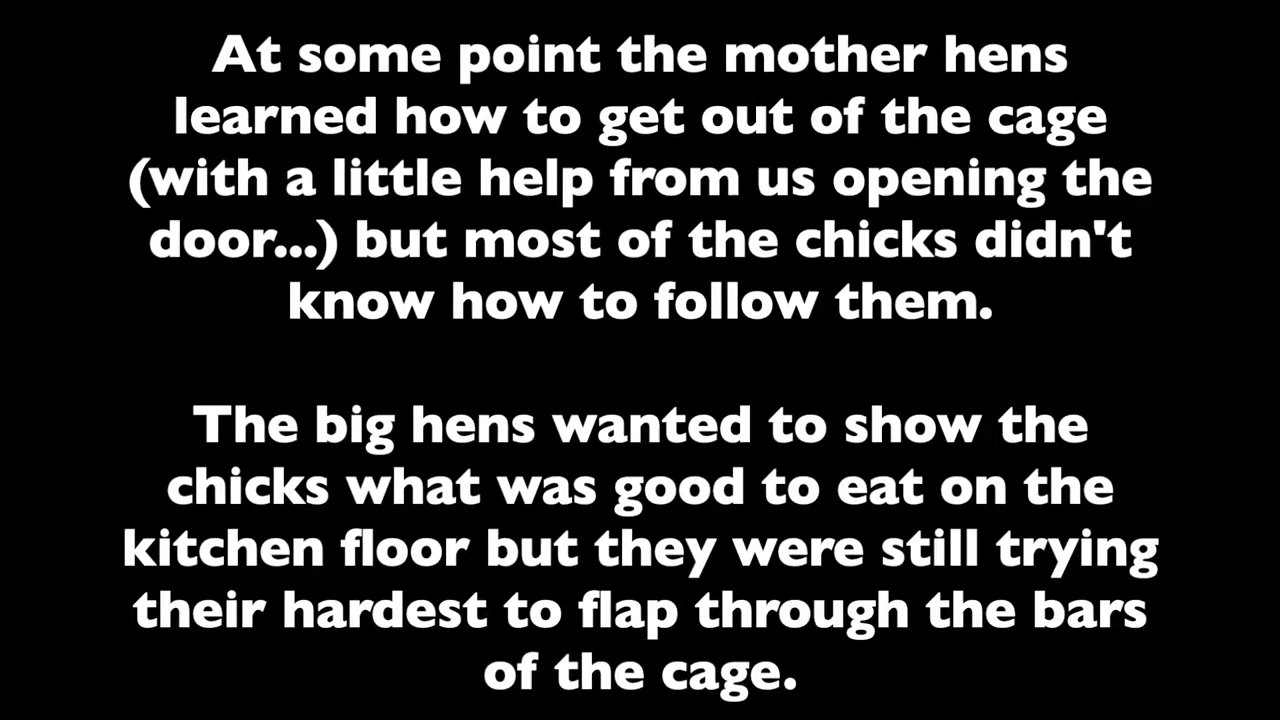 At some point the mother hens
learned how to get out of the cage
(with a little help from us opening the
door...) but most of the chicks didn't
know how to follow them.
The big hens wanted to show the
chicks what was good to eat on the
kitchen floor but they were still trying
their hardest to flap through the bars
of the cage.